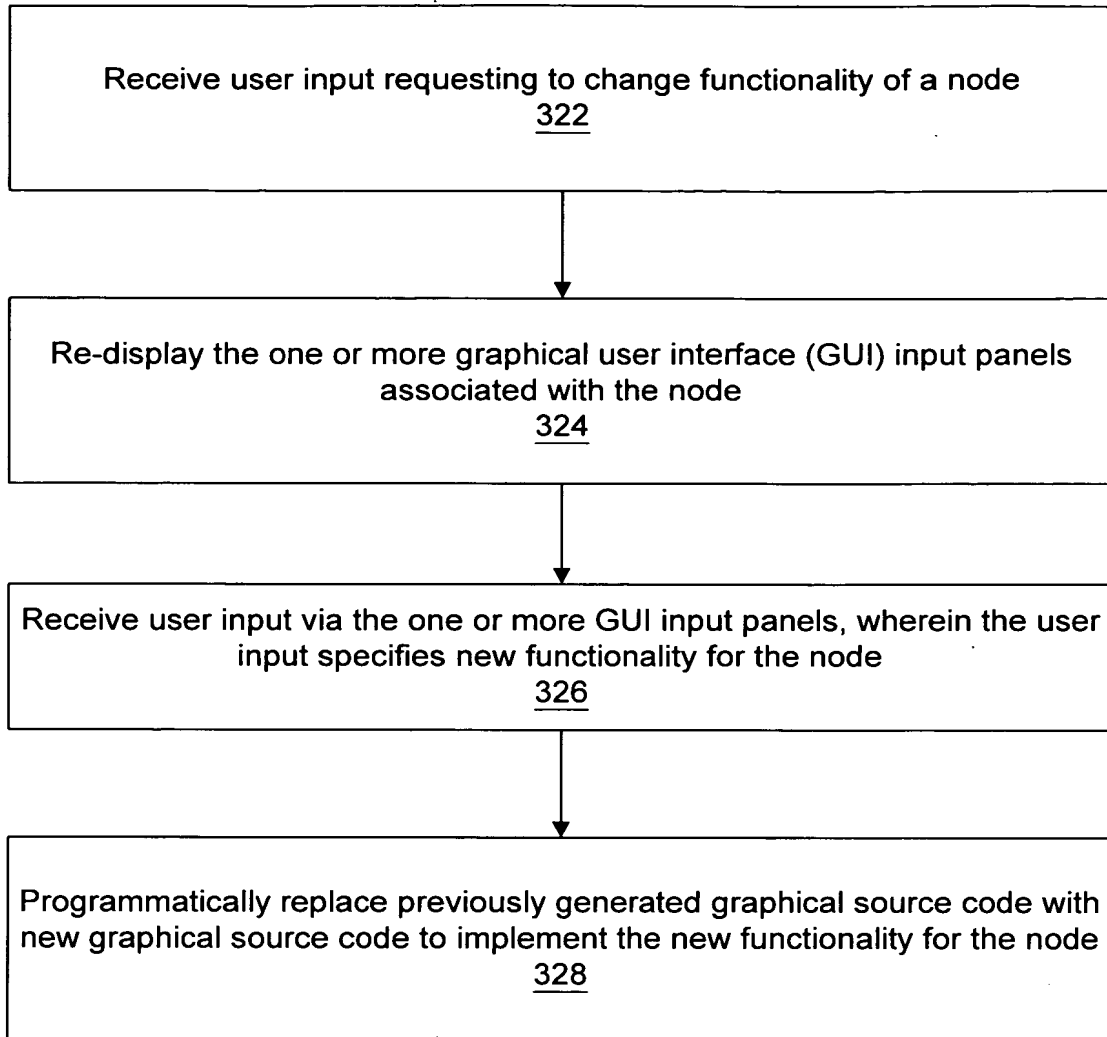 Receive user input requesting to change functionality of a node
322
Re-display the one or more graphical user interface (GUI) input panels
associated with the node
324
Receive user input via the one or more GUI input panels, wherein the user
input specifies new functionality for the node
326
Programmatically replace previously generated graphical source code with
new graphical source code to implement the new functionality for the node
328